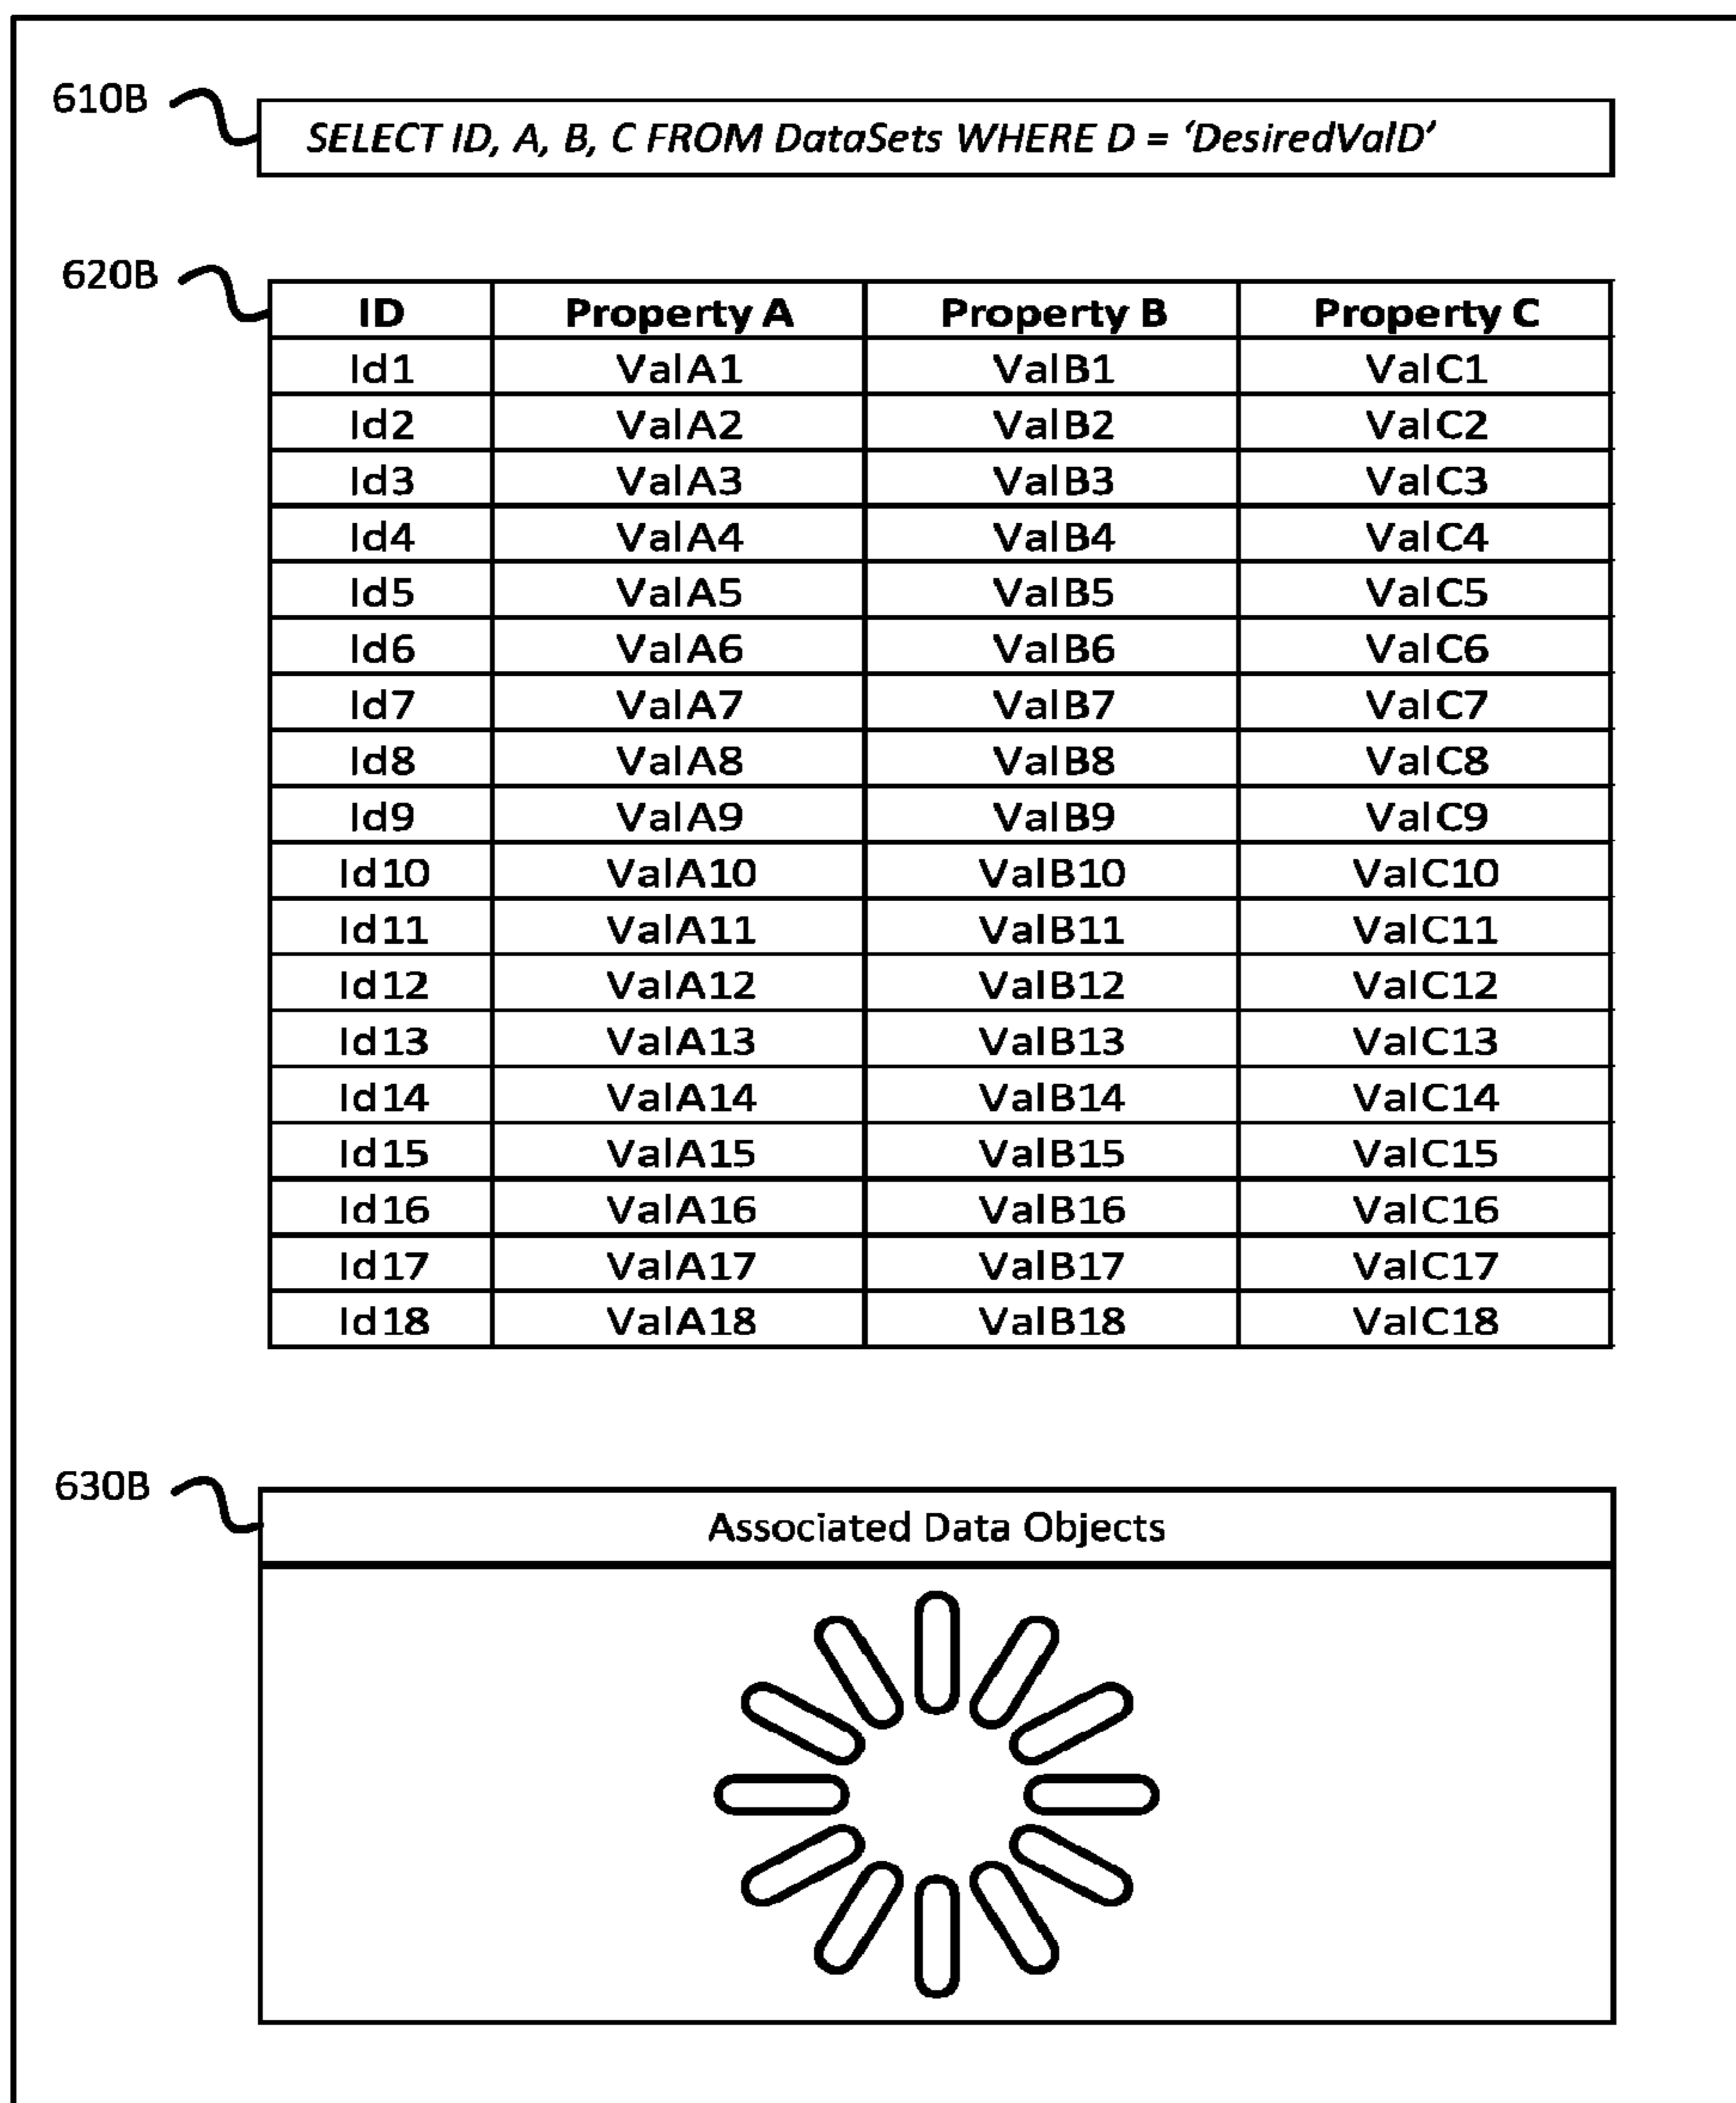 610B
SELECT ID, A, B, C FROM DataSets WHERE D = ‘DesiredValD’
620B
ID Property A Property B Property C
Id1 ValA1 ValB1 ValC1
Id2 ValA2 ValB2 ValC2
Id3 ValA3 ValB3 ValC3
Id4 ValA4 ValB4 ValC4
Id5 ValA5 ValB5 ValC5
Id6 ValA6 ValB6 ValC6
Id7 ValA7 ValB7 ValC7
Id8 ValA8 ValB8 ValC8
Id9 ValA9 ValB9 ValC9
Id10 ValA10 ValB10 ValC10
Id11 ValA11 ValB11 ValC11
Id12 ValA12 ValB12 ValC12
Id13 ValA13 ValB13 ValC13
Id14 ValA14 ValB14 ValC14
Id15 ValA15 ValB15 ValC15
Id16 ValA16 ValB16 ValC16
Id17 ValA17 ValB17 ValC17
Id18 ValA18 ValB18 ValC18
630B
Associated Data Objects